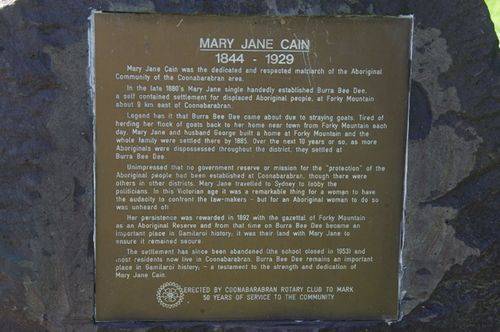 MARY JANE CAIN
1844 - 1929
Mary Jane Cain was the dedicated and respected matriarch of the Aboriginal
Community of the Coonabarabran area.
In the late 1880's Mary Jane single handedly established Burra Bee Dee,
a self contained settlement for displaced Aboriginal people, at Forky Mountain
about 9 km east of Coonabarabran.
Legend has it that Burra Bee Dee came about due to straying goats. Tired of
herding her flock of goats back to her home near town from Forky Mountain each
day, Mary Jane and husband George built a home at Forky Mountain and the
whole family were settled there by 1885. Over the next 10 years or so, as more
Aboriginals were dispossessed throughout the district, they settled at
Burra Bee Dee.
Unimpressed that no government reserve or mission for the "protection" of the
Aboriginal people had been established at Coonabarabran, though there were
others in other districts, Mary Jane travelled to Sydney to lobby the
politicians. In this Victorian age it was a remarkable thing for a woman to have
the audacity to confront the law-makers - but for an Aboriginal woman to do so
was unheard of!
Her persistence was rewarded in 1892 with the gazettal of Forky Mountain
as an Aboriginal Reserve and from that time on Burra Bee Dee became an
important place in Gamilaroi history; it was their land with Mary Jane to
ensure it remained secure.
The settlement has since been abandoned (the school closed in 1953) and
most residents now live in Coonabarabran. Burra Bee Dee remains an important
place in Gamilaroi history; - a testament to the strength and dedication of
Mary Jane Cain.
ERECTED BY COONABARABRAN ROTARY CLUB TO MARK
50 YEARS OF SERVICE TO THE COMMUNITY